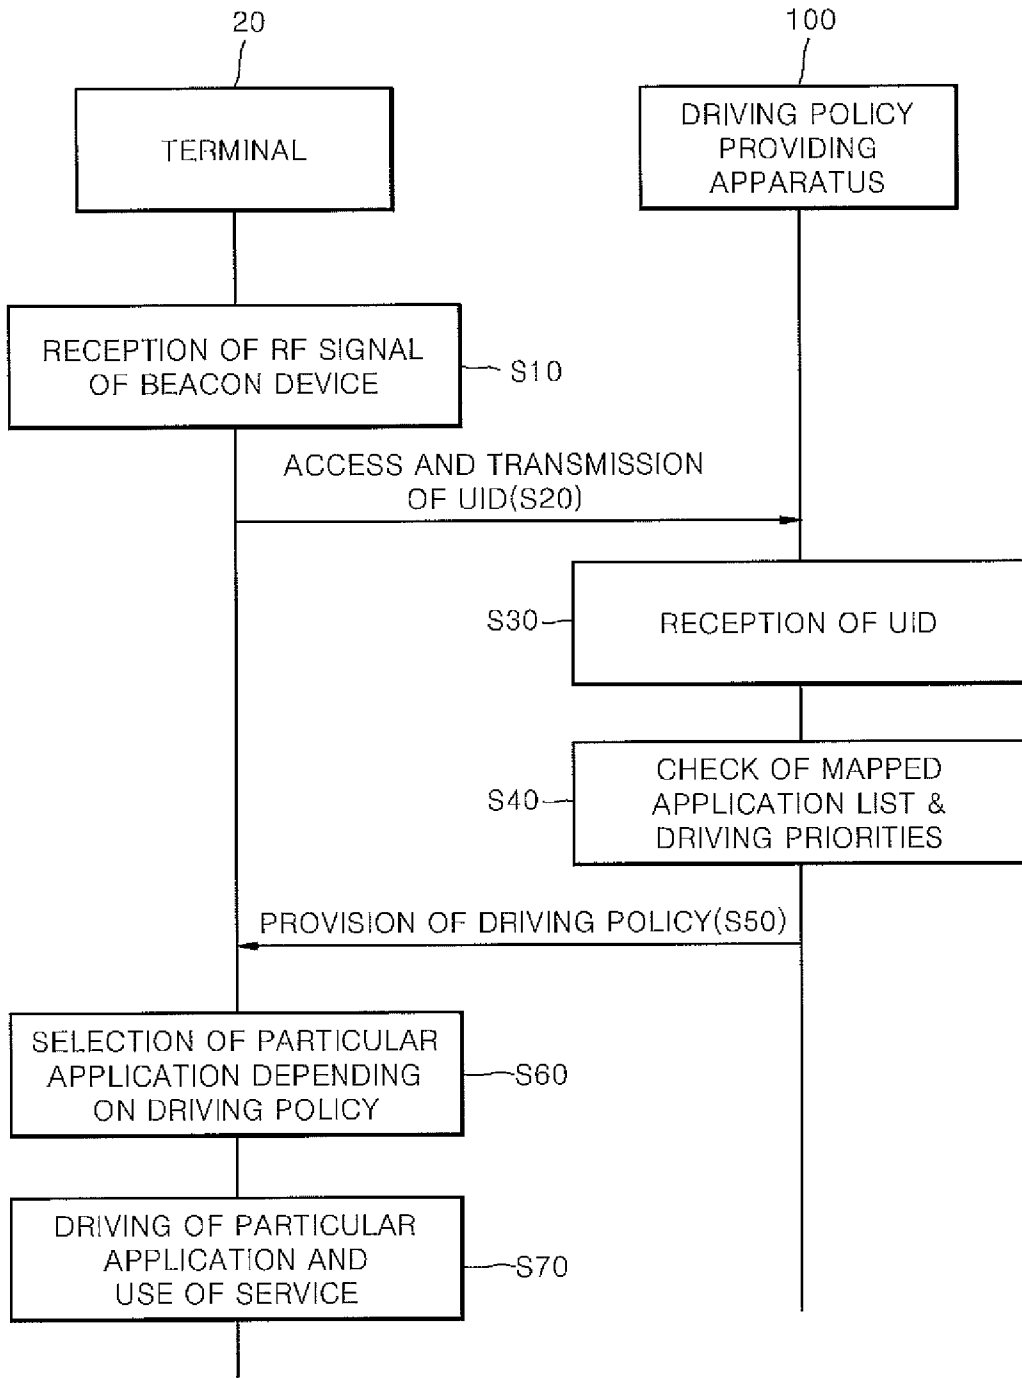 20
100
TERMINAL
DRIVING POLICY
PROVIDING
APPARATUS
RECEPTION OF RF SIGNAL
OF BEACON DEVICE
S10
ACCESS AND TRANSMISSION
OF UID(S20)
S30
RECEPTION OF UID
S40
CHECK OF MAPPED
APPLICATION LIST &
DRIVING PRIORITIES
PROVISION OF DRIVING POLICY(S50)
SELECTION OF PARTICULAR
APPLICATION DEPENDING
ON DRIVING POLICY
S60
DRIVING OF PARTICULAR
APPLICATION AND
USE OF SERVICE
S70